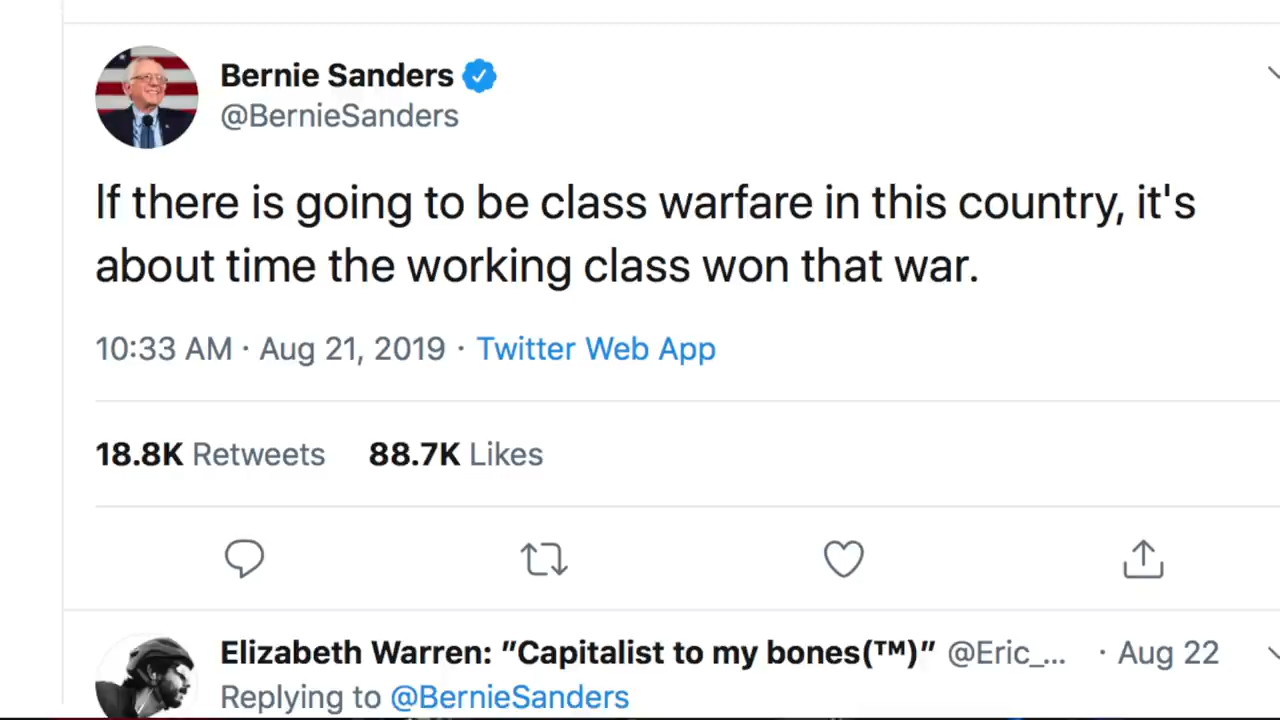 Bernie Sanders
@BernieSanders
If there is going to be class warfare in this country, it's
about time the working class won that war.
10:33 AM · Aug 21, 2019 · Twitter Web App
18.8K Retweets 88.7K Likes
Elizabeth Warren: ”Capitalist to my bones(™)” @Eric_... · Aug 22
Replying to @BernieSanders